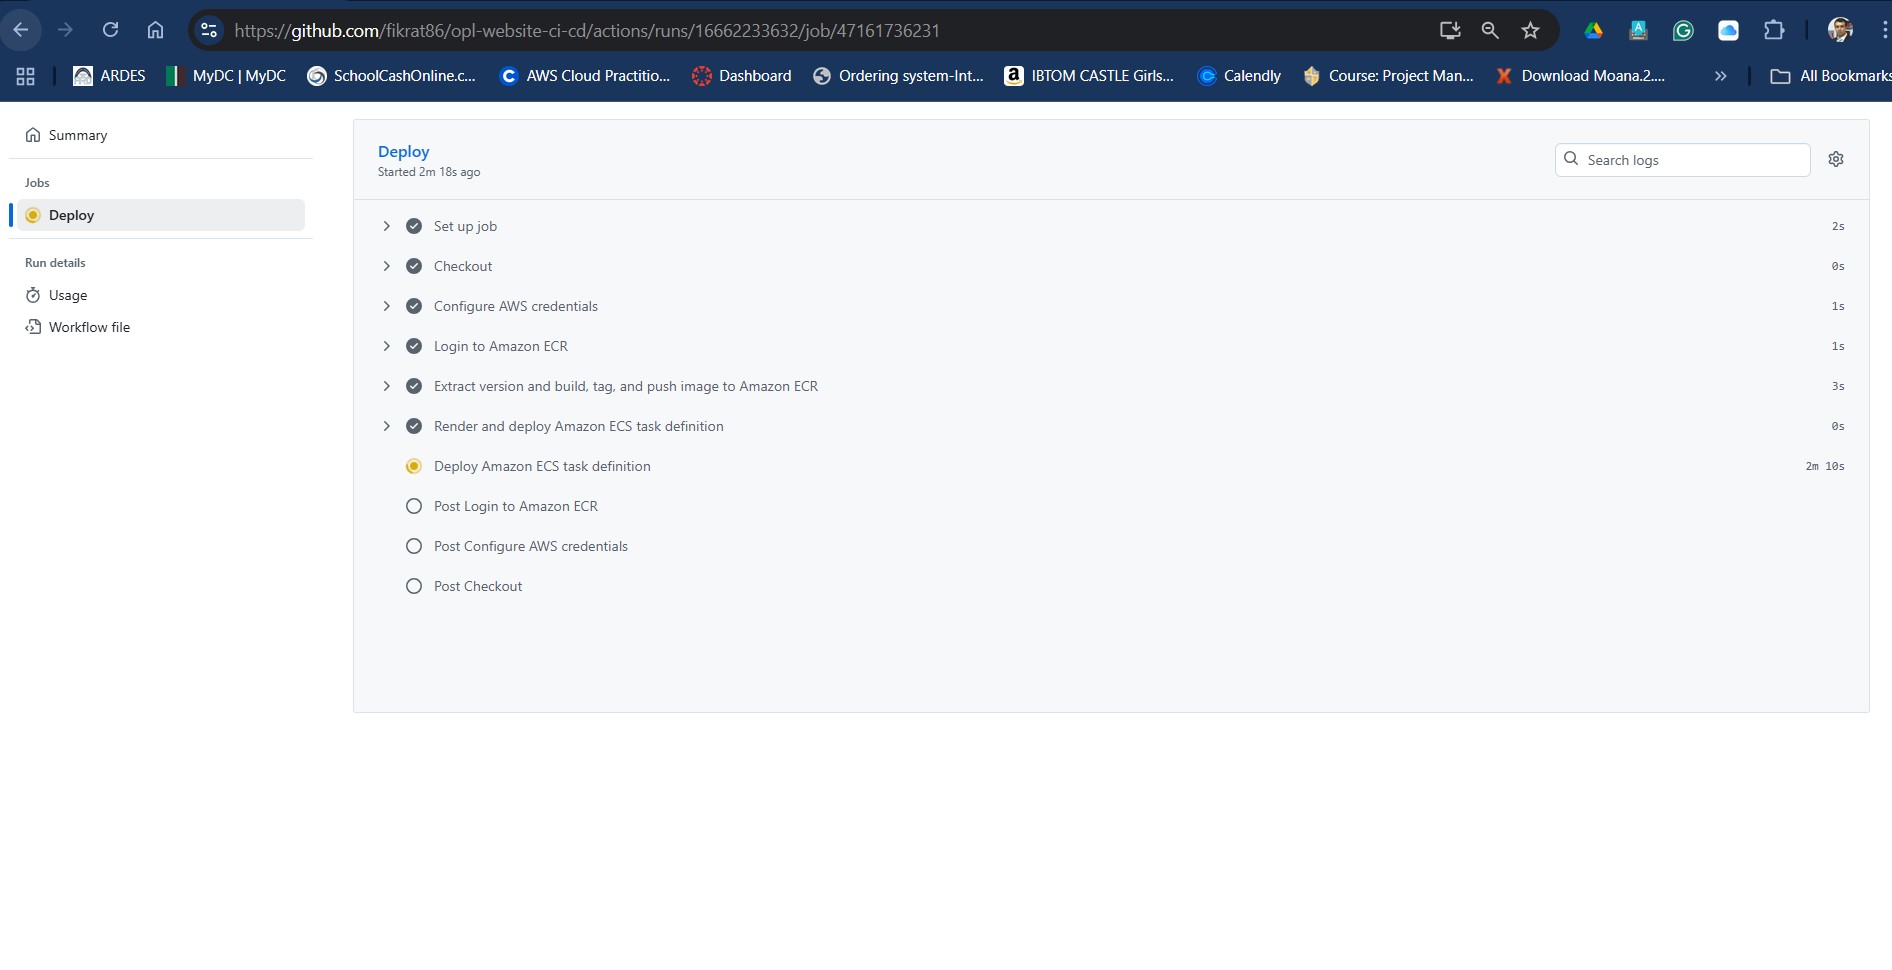 https://github.com/fikrat86/opl-website-ci-cd/actions/runs/16662233632/job/47161736231
ARDES
MyDC | MyDC
SchoolCashOnline.c...
AWS Cloud Practitio...
Dashboard
Ordering system-Int...
IBTOM CASTLE Girls...
Calendly
Course: Project Man...
Download Moana.2....
»
All Bookmarks
Summary
Jobs
Deploy
Run details
Usage
Workflow file
Deploy
Started 2m 18s ago
Search logs
Set up job 2s
Checkout 0s
Configure AWS credentials 1s
Login to Amazon ECR 1s
Extract version and build, tag, and push image to Amazon ECR 3s
Render and deploy Amazon ECS task definition 0s
Deploy Amazon ECS task definition 2m 10s
Post Login to Amazon ECR
Post Configure AWS credentials
Post Checkout